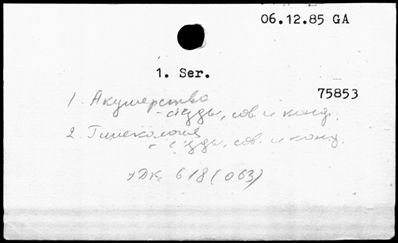 06.12.85 GA
1. Ser.
75853
1. Акушерство
- съезды, сов. и конф.
2. Гинекология
- съезды, сов. и конф.
УДК 618(063)